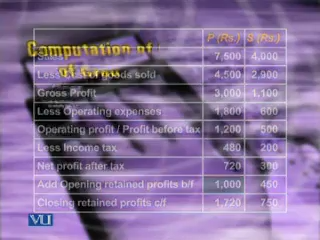 Computation of
P (Rs.) S (Rs.)
Sales 7,500 4,000
Less goods sold 4,500 2,900
Gross Profit 3,000 1,100
Less Operating expenses 1,800 600
Operating profit / Profit before tax 1,200 500
Less Income tax 480 200
Net profit after tax 720 300
Add Opening retained profits b/f 1,000 450
Closing retained profits c/f 1,720 750
VU